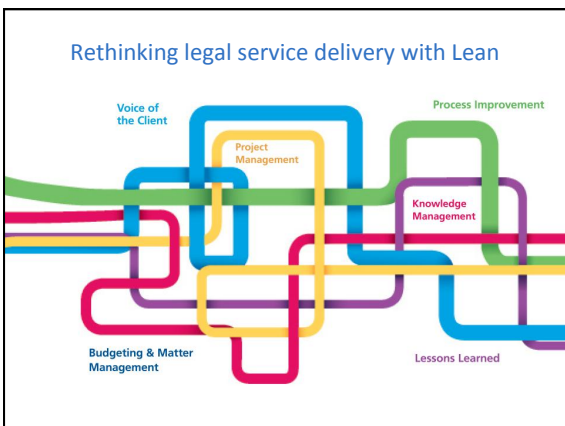 Rethinking legal service delivery with Lean
Voice of
the Client
Process Improvement
Project
Management
Knowledge
Management
Budgeting & Matter
Management
Lessons Learned